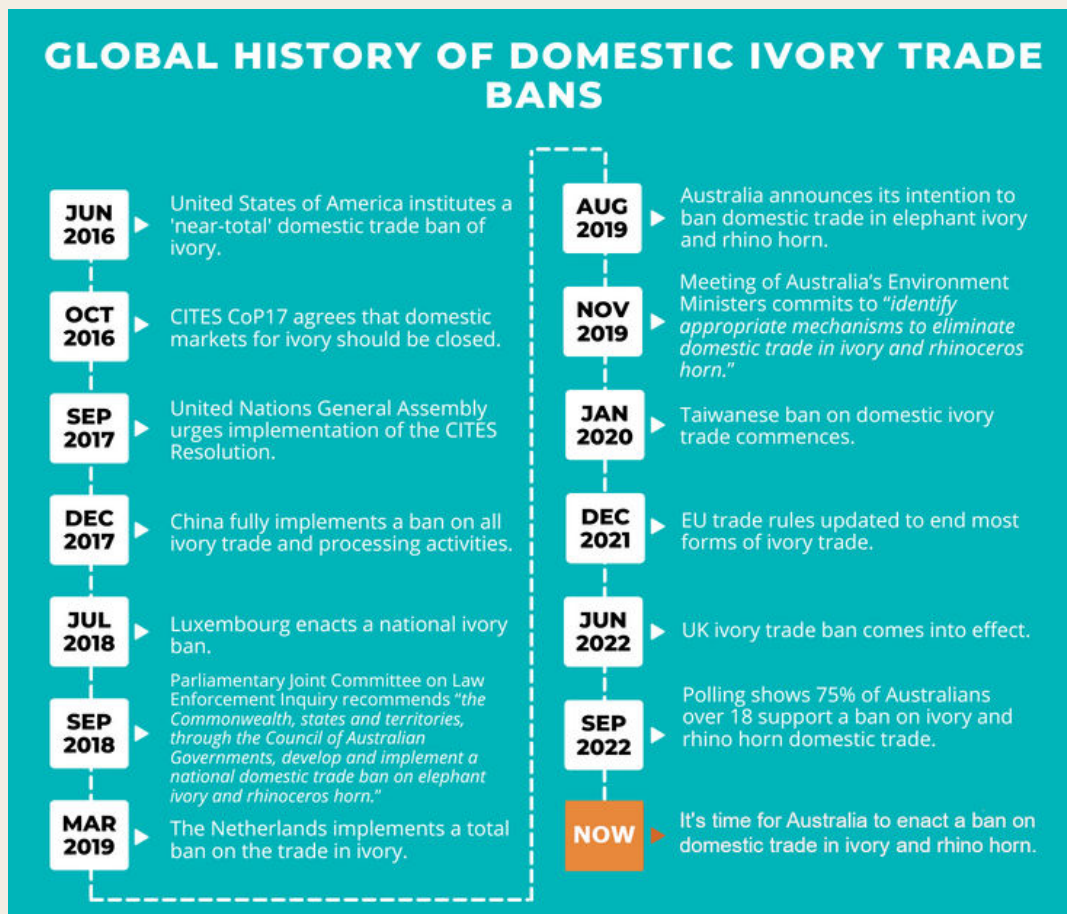 GLOBAL HISTORY OF DOMESTIC IVORY TRADE
BANS
JUN
2016
United States of America institutes a
'near-total' domestic trade ban of
ivory.
OCT
2016
CITES CoP17 agrees that domestic
markets for ivory should be closed.
SEP
2017
United Nations General Assembly
urges implementation of the CITES
Resolution.
DEC
2017
China fully implements a ban on all
ivory trade and processing activities.
JUL
2018
Luxembourg enacts a national ivory
ban.
SEP
2018
Parliamentary Joint Committee on Law
Enforcement Inquiry recommends “the
Commonwealth, states and territories,
through the Council of Australian
Governments, develop and implement a
national domestic trade ban on elephant
ivory and rhinoceros horn.”
MAR
2019
The Netherlands implements a total
ban on the trade in ivory.
AUG
2019
Australia announces its intention to
ban domestic trade in elephant ivory
and rhino horn.
NOV
2019
Meeting of Australia’s Environment
Ministers commits to “identify
appropriate mechanisms to eliminate
domestic trade in ivory and rhinoceros
horn.”
JAN
2020
Taiwanese ban on domestic ivory
trade commences.
DEC
2021
EU trade rules updated to end most
forms of ivory trade.
JUN
2022
UK ivory trade ban comes into effect.
SEP
2022
Polling shows 75% of Australians
over 18 support a ban on ivory and
rhino horn domestic trade.
NOW
It's time for Australia to enact a ban on
domestic trade in ivory and rhino horn.